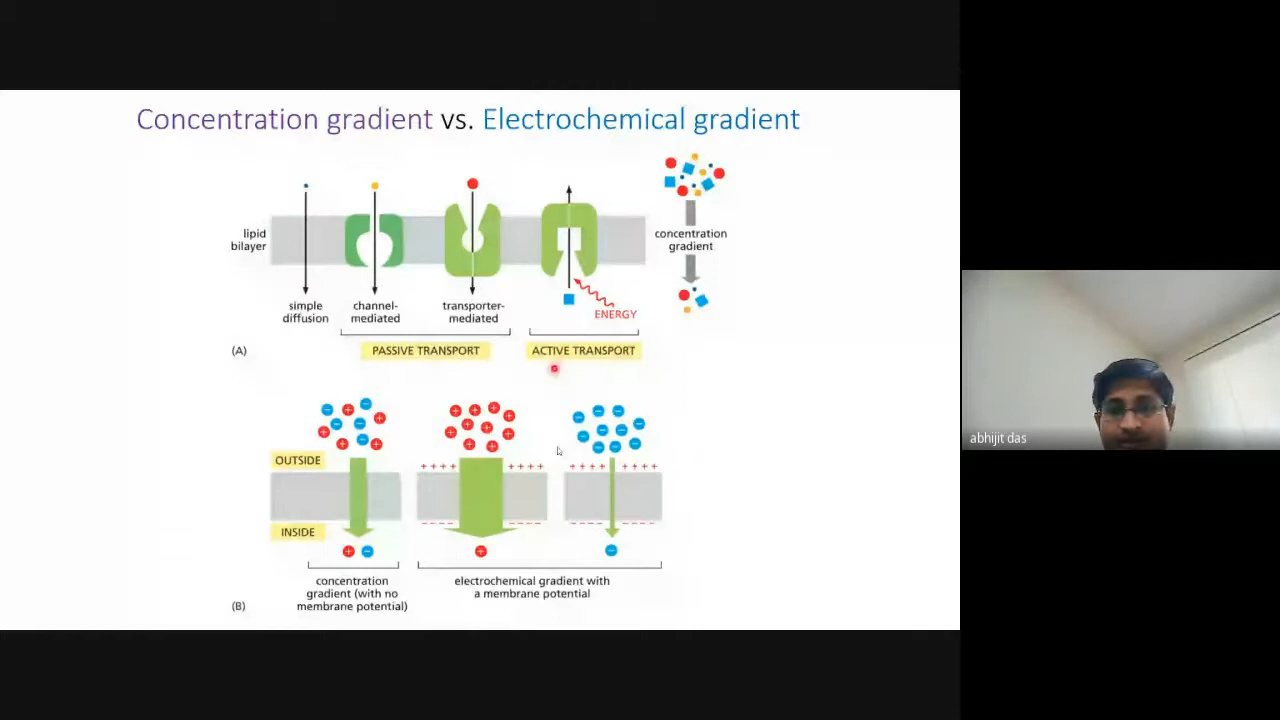 Concentration gradient vs. Electrochemical gradient
lipid
bilayer
concentration
gradient
simple
diffusion
channel-
mediated
transporter-
mediated
ENERGY
(A)
PASSIVE TRANSPORT
ACTIVE TRANSPORT
OUTSIDE
+ + + +
+ + + +
+ + + +
+ + + +
INSIDE
concentration
gradient (with no
membrane potential)
electrochemical gradient with
a membrane potential
(B)
abhijit das